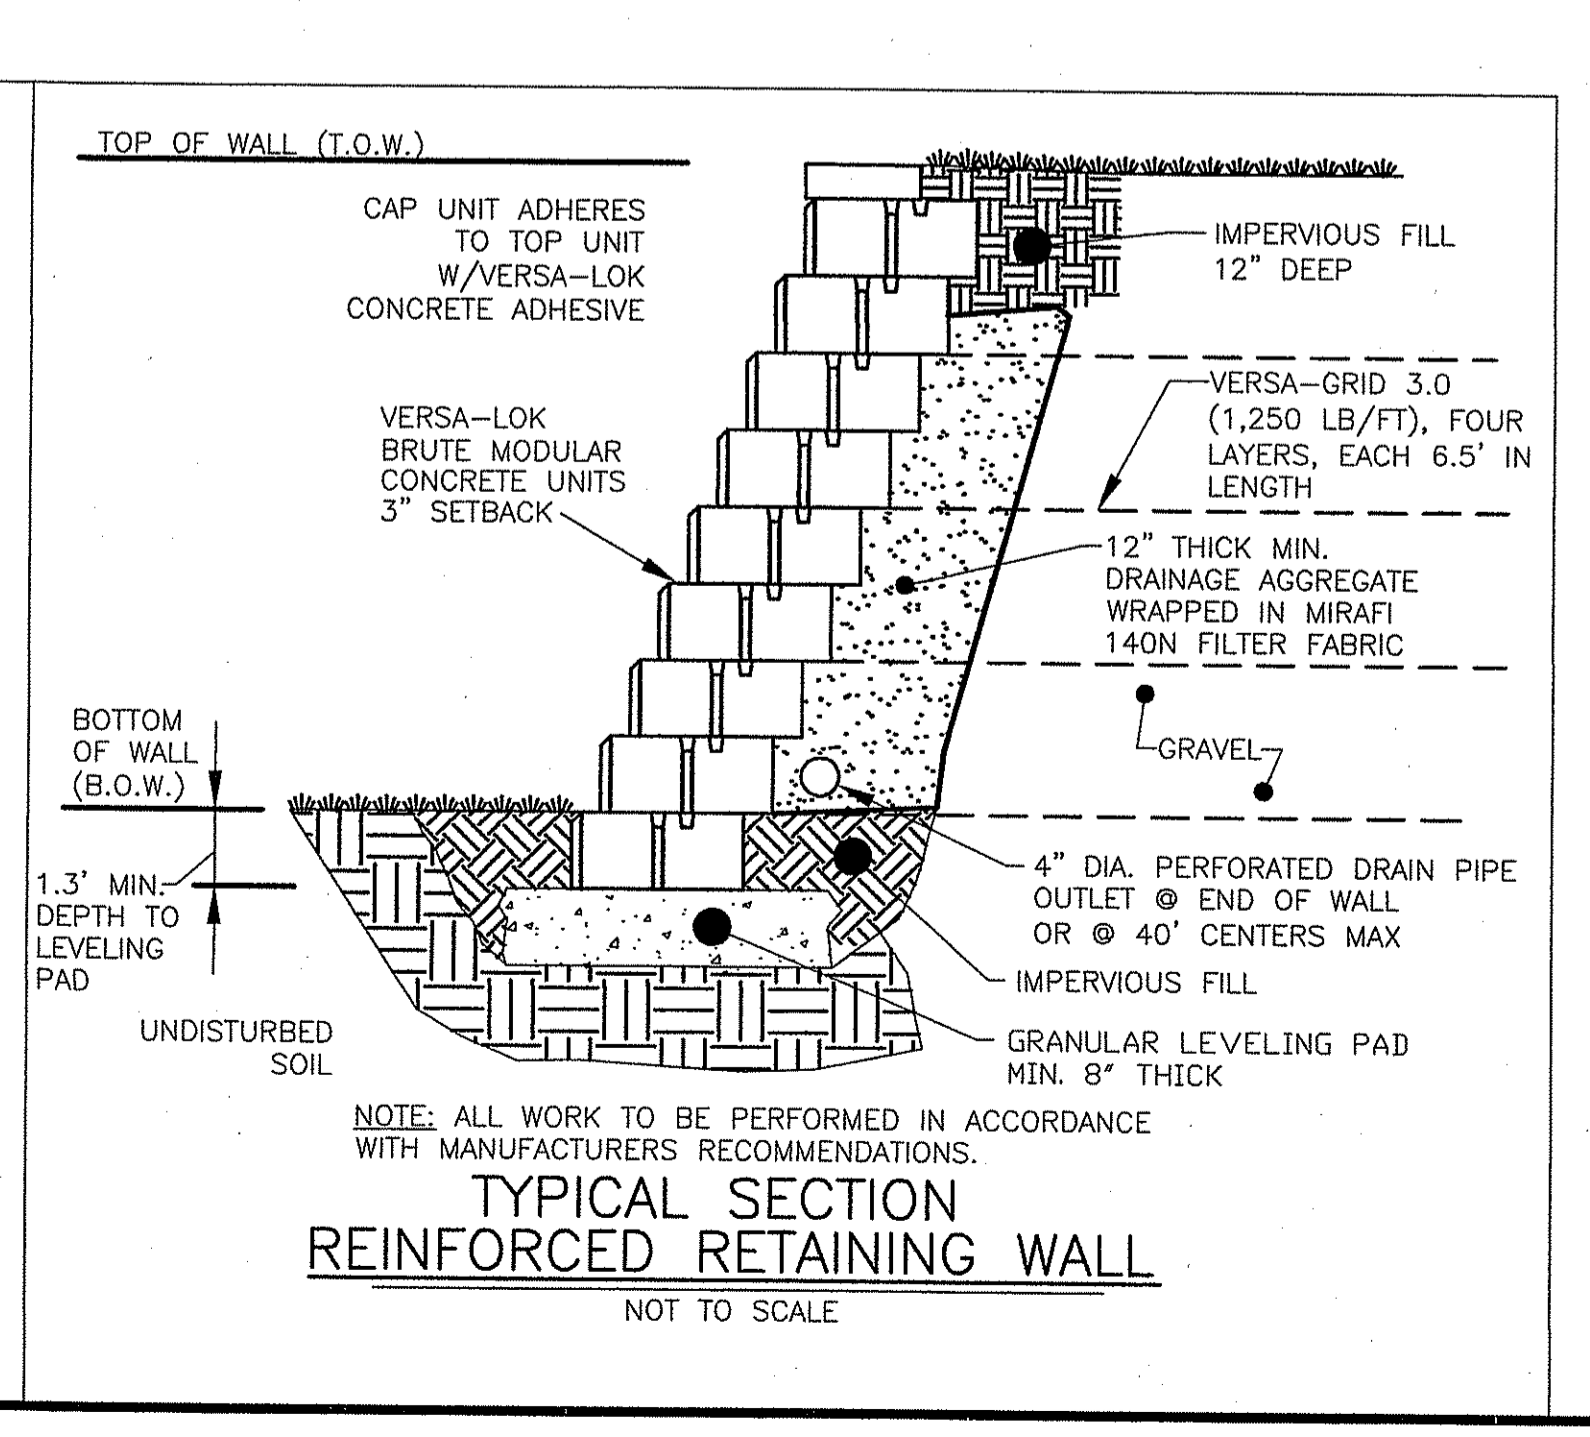 TOP OF WALL (T.O.W.)
CAP UNIT ADHERES
TO TOP UNIT
W/VERSA-LOK
CONCRETE ADHESIVE
IMPERVIOUS FILL
12" DEEP
VERSA-GRID 3.0
(1,250 LB/FT), FOUR
LAYERS, EACH 6.5' IN
LENGTH
VERSA-LOK
BRUTE MODULAR
CONCRETE UNITS
3" SETBACK
12" THICK MIN.
DRAINAGE AGGREGATE
WRAPPED IN MIRAFI
140N FILTER FABRIC
BOTTOM
OF WALL
(B.O.W.)
GRAVEL
1.3' MIN.
DEPTH TO
LEVELING
PAD
4" DIA. PERFORATED DRAIN PIPE
OUTLET @ END OF WALL
OR @ 40' CENTERS MAX
IMPERVIOUS FILL
UNDISTURBED
SOIL
GRANULAR LEVELING PAD
MIN. 8" THICK
NOTE: ALL WORK TO BE PERFORMED IN ACCORDANCE
WITH MANUFACTURERS RECOMMENDATIONS.
TYPICAL SECTION
REINFORCED RETAINING WALL
NOT TO SCALE